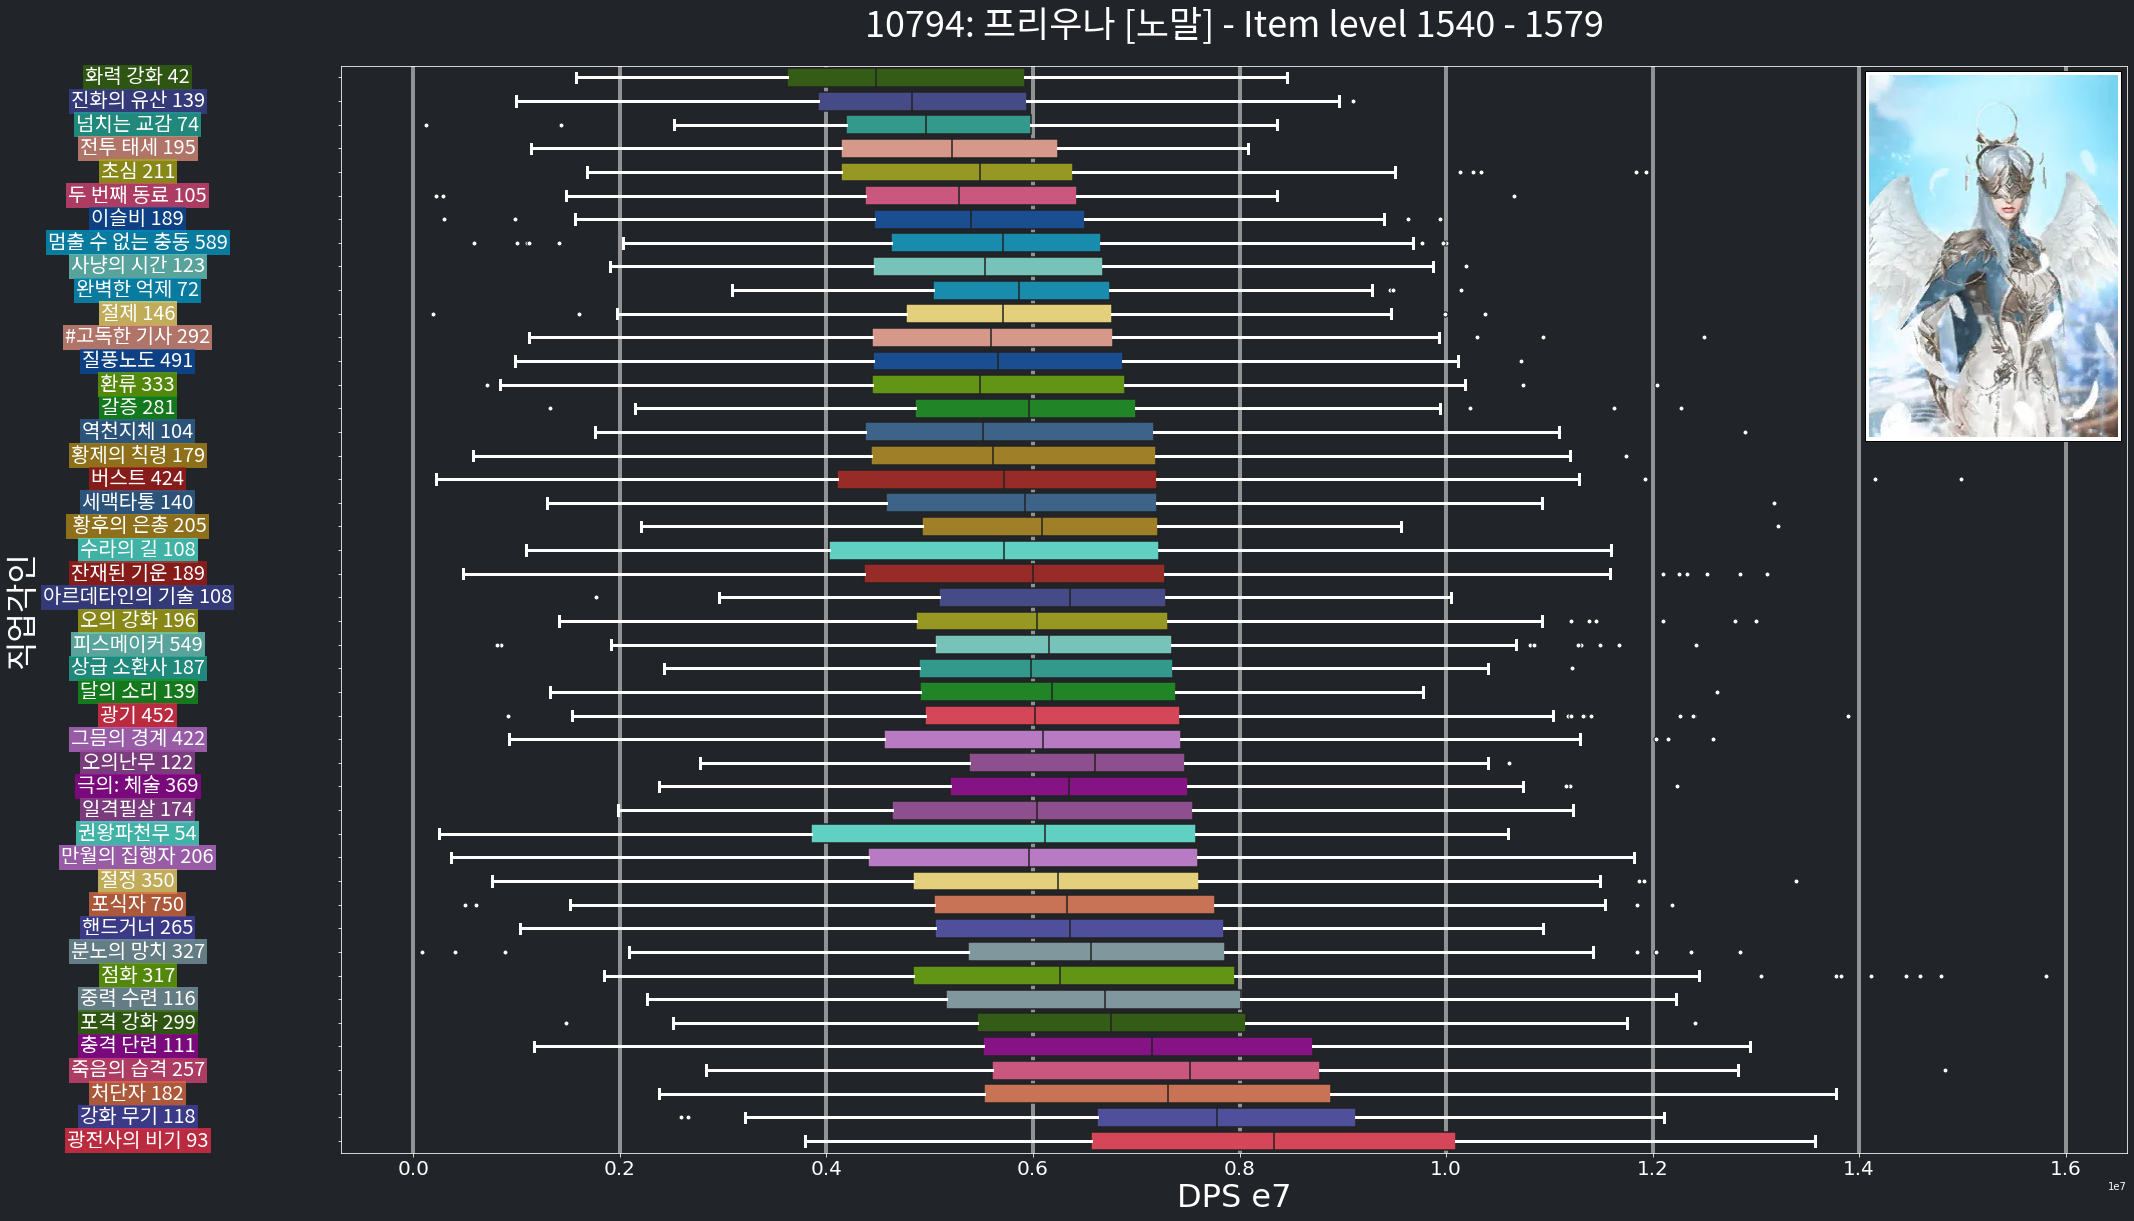 10794: 프리우나 [노말] - Item level 1540 - 1579
화력 강화 42
진화의 유산 139
넘치는 교감 74
전투 태세 195
초심 211
두 번째 동료 105
이슬비 189
멈출 수 없는 충동 589
사냥의 시간 123
완벽한 억제 72
절제 146
#고독한 기사 292
질풍노도 491
환류 333
갈증 281
역천지체 104
황제의 칙령 179
버스트 424
세맥타통 140
황후의 은총 205
수라의 길 108
잔재된 기운 189
아르데타인의 기술 108
오의 강화 196
피스메이커 549
상급 소환사 187
달의 소리 139
광기 452
그믐의 경계 422
오의난무 122
극의: 체술 369
일격필살 174
권왕파천무 54
만월의 집행자 206
절정 350
포식자 750
핸드거너 265
분노의 망치 327
점화 317
중력 수련 116
포격 강화 299
충격 단련 111
죽음의 습격 257
처단자 182
강화 무기 118
광전사의 비기 93
직업각인
0.0 0.2 0.4 0.6 0.8 1.0 1.2 1.4 1.6
1e7
DPS e7